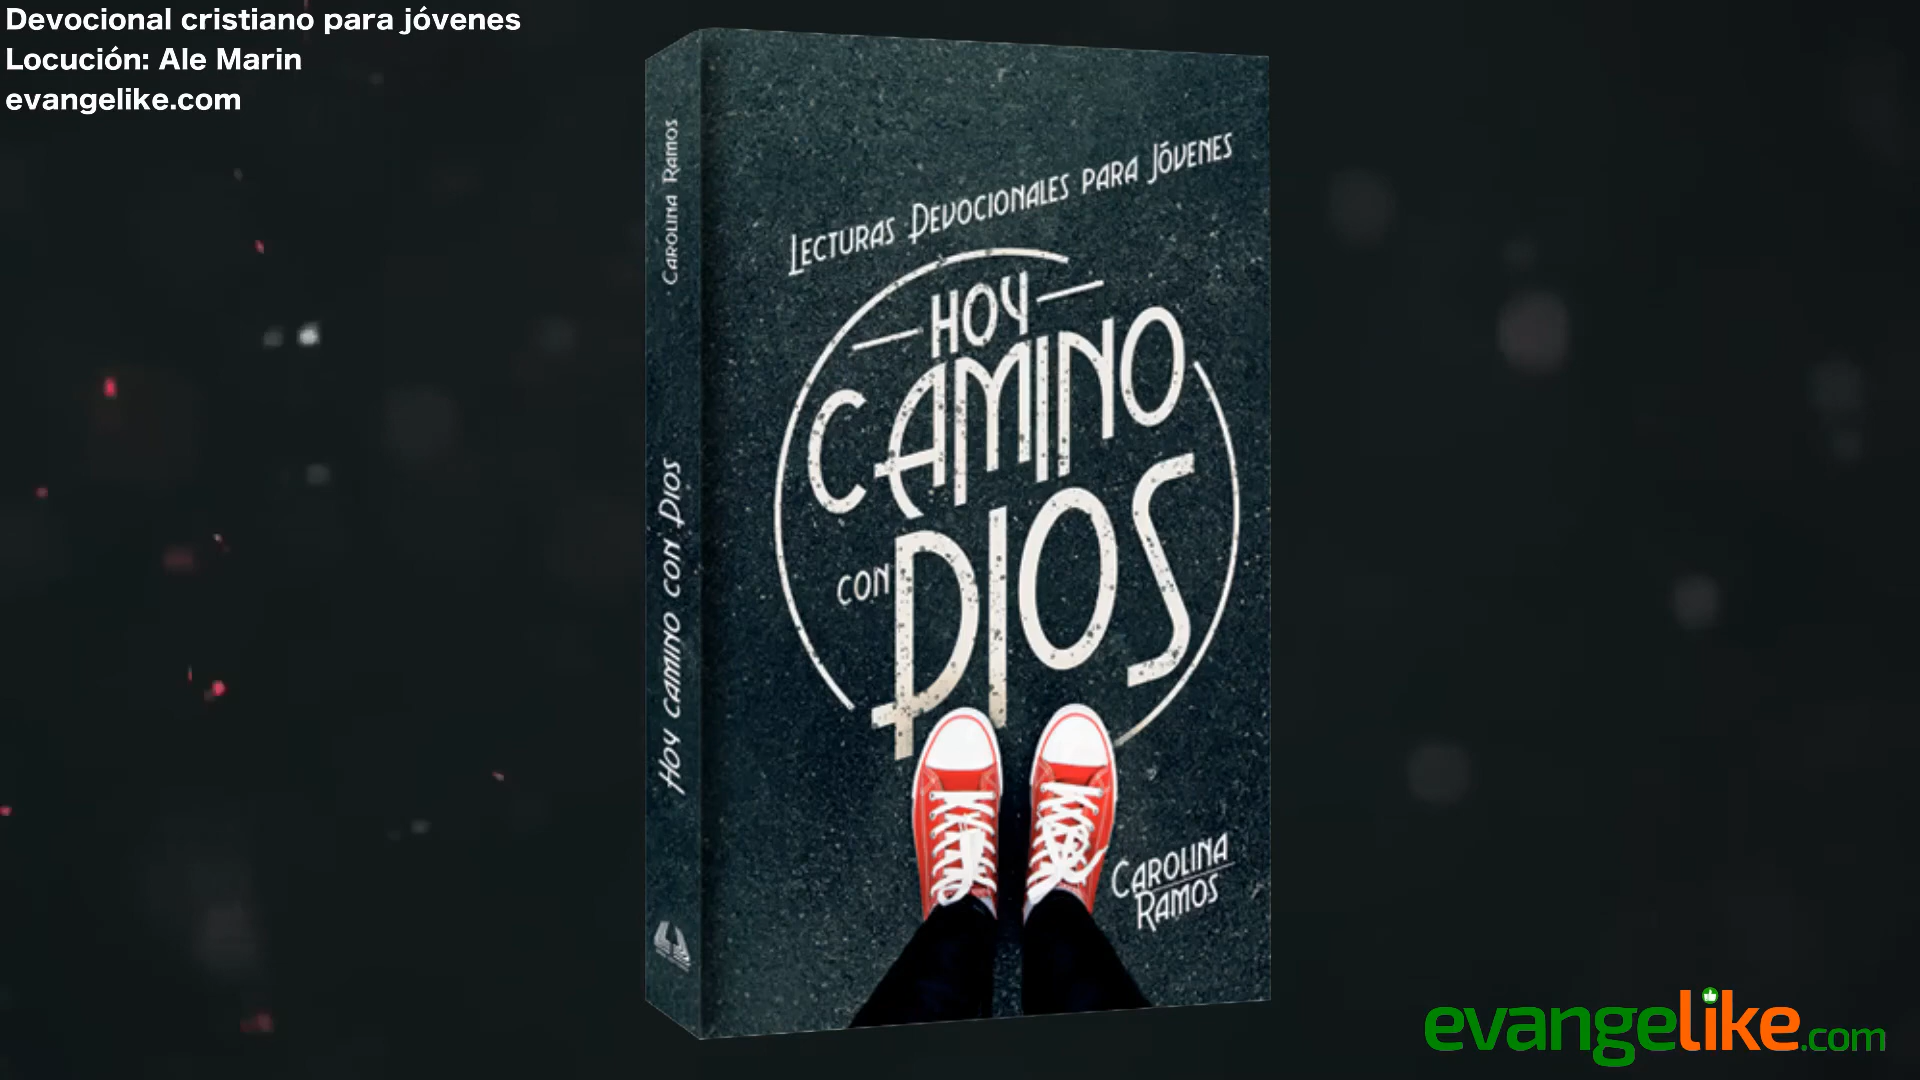 Devocional cristiano para jóvenes
Locución: Ale Marin
evangelike.com
Carolina Ramos
Hoy camino con Dios
Lecturas Devocionales para Jóvenes
HOY
CAMINO
CON DIOS
CAROLINA
RAMOS
evangelike.com